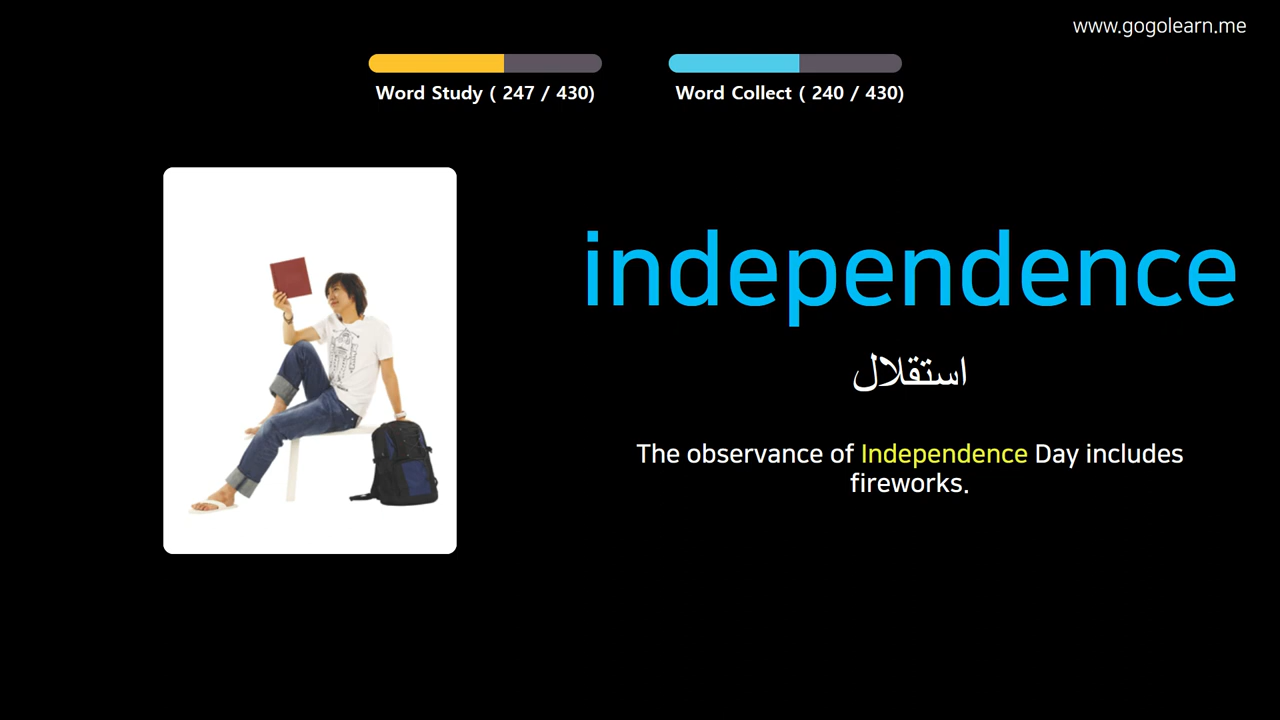 www.gogolearn.me
Word Study ( 247 / 430)
Word Collect ( 240 / 430)
independence
استقلال
The observance of Independence Day includes
fireworks.